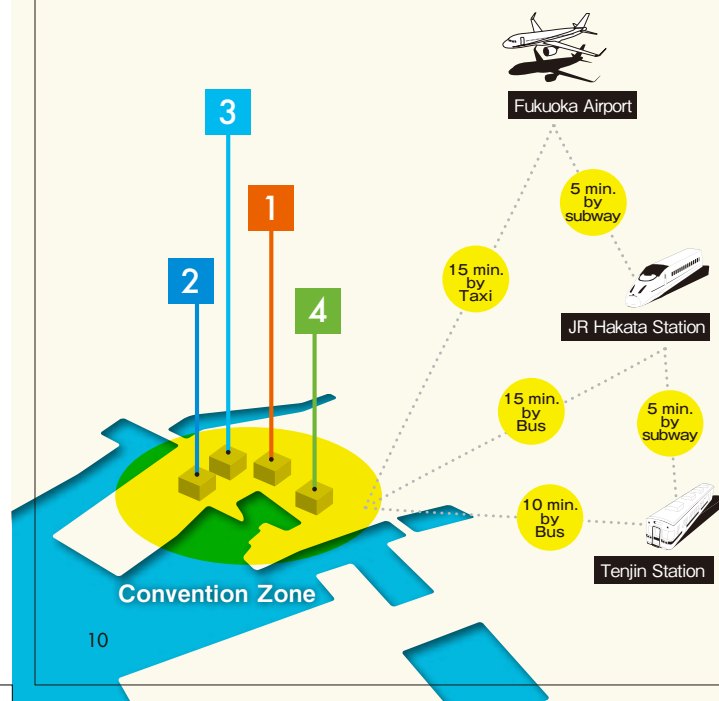 Fukuoka Airport
3
5 min.
by
subway
1
15 min.
by
Taxi
2
4
JR Hakata Station
15 min.
by
Bus
5 min.
by
subway
10 min.
by
Bus
Tenjin Station
Convention Zone
10